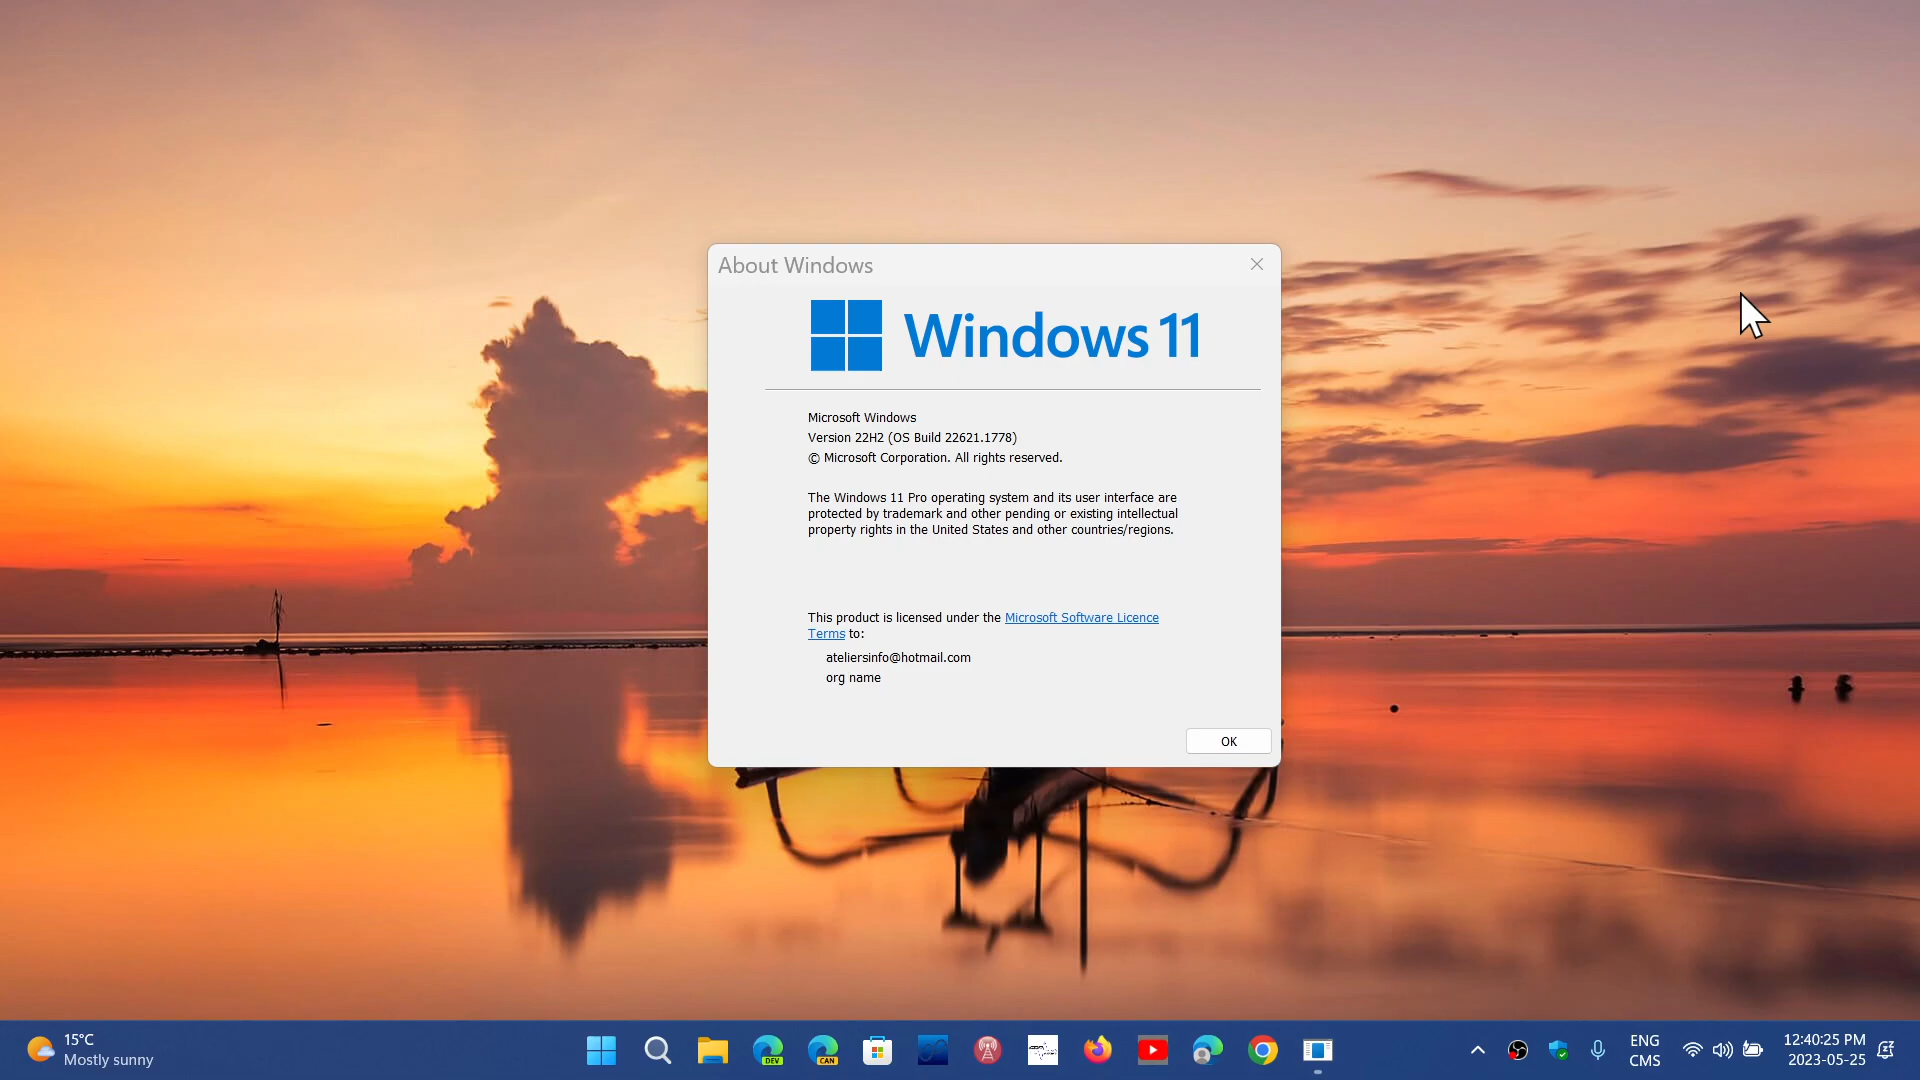 About Windows
Windows 11
Microsoft Windows
Version 22H2 (OS Build 22621.1778)
© Microsoft Corporation. All rights reserved.
The Windows 11 Pro operating system and its user interface are
protected by trademark and other pending or existing intellectual
property rights in the United States and other countries/regions.
This product is licensed under the Microsoft Software Licence
Terms to:
ateliersinfo@hotmail.com
org name
OK
15°C
Mostly sunny
DEV
CAN
ENG
CMS
12:40:25 PM
2023-05-25